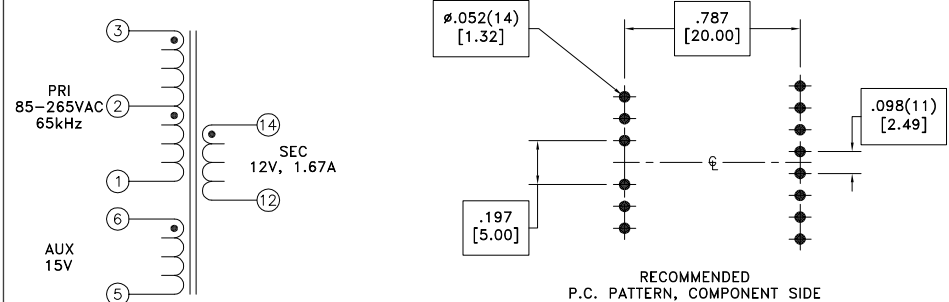 3
PRI
85-265VAC
65kHz
2
1
14
SEC
12V, 1.67A
12
6
AUX
15V
5
ø.052(14)
[1.32]
.787
[20.00]
.098(11)
[2.49]
℄
.197
[5.00]
RECOMMENDED
P.C. PATTERN, COMPONENT SIDE